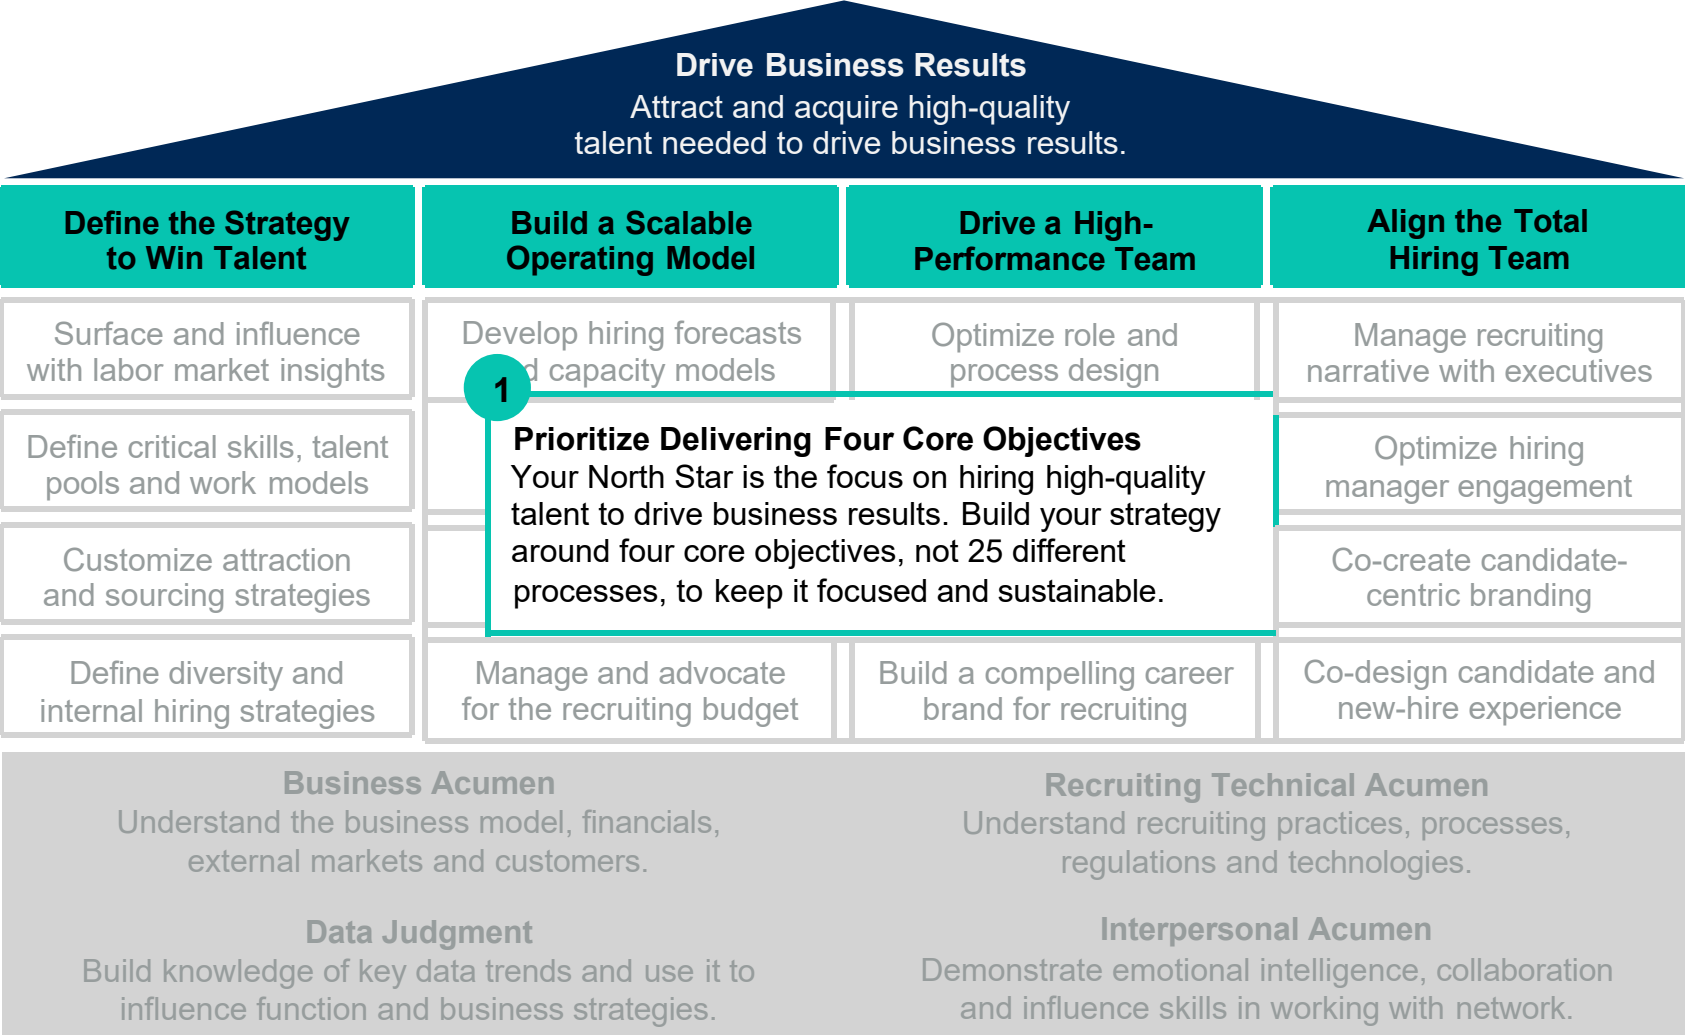 Drive Business Results
Attract and acquire high-quality
talent needed to drive business results.
Define the Strategy
to Win Talent
Build a Scalable
Operating Model
Drive a High-
Performance Team
Align the Total
Hiring Team
Surface and influence
with labor market insights
Develop hiring forecasts
capacity models
Optimize role and
process design
Manage recruiting
narrative with executives
1
Prioritize Delivering Four Core Objectives
Your North Star is the focus on hiring high-quality
talent to drive business results. Build your strategy
around four core objectives, not 25 different
processes, to keep it focused and sustainable.
Define critical skills, talent
pools and work models
Optimize hiring
manager engagement
Customize attraction
and sourcing strategies
Co-create candidate-
centric branding
Define diversity and
internal hiring strategies
Manage and advocate
for the recruiting budget
Build a compelling career
brand for recruiting
Co-design candidate and
new-hire experience
Business Acumen
Understand the business model, financials,
external markets and customers.
Recruiting Technical Acumen
Understand recruiting practices, processes,
regulations and technologies.
Data Judgment
Build knowledge of key data trends and use it to
influence function and business strategies.
Interpersonal Acumen
Demonstrate emotional intelligence, collaboration
and influence skills in working with network.